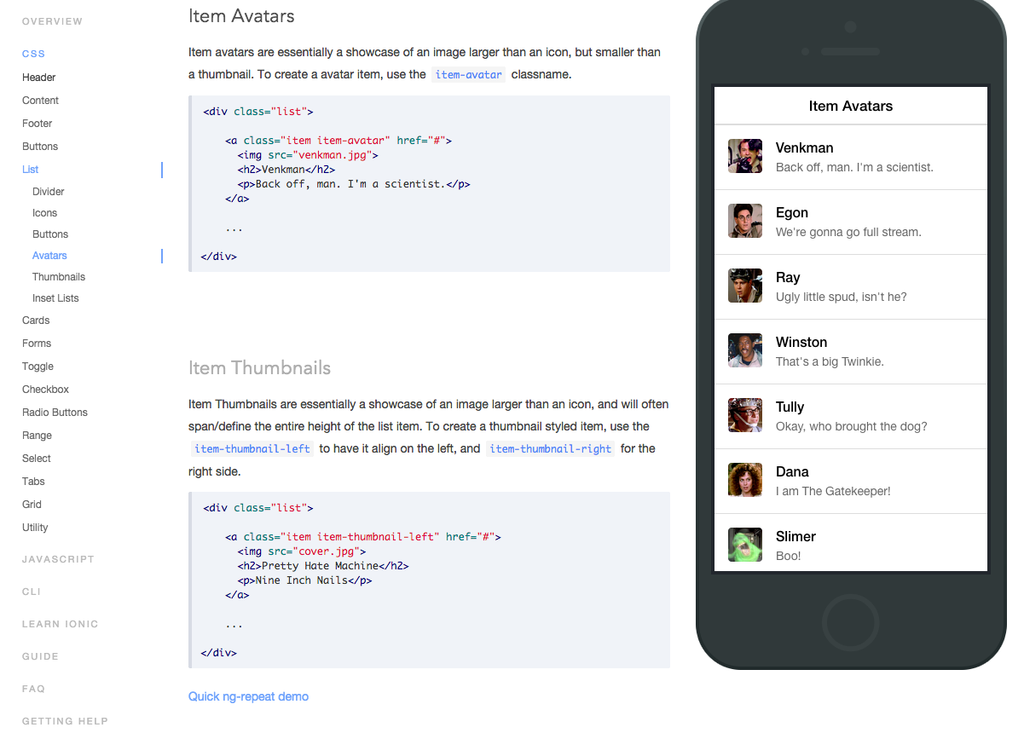 OVERVIEW
CSS
Header
Content
Footer
Buttons
List
Divider
Icons
Buttons
Avatars
Thumbnails
Inset Lists
Cards
Forms
Toggle
Checkbox
Radio Buttons
Range
Select
Tabs
Grid
Utility
JAVASCRIPT
CLI
LEARN IONIC
GUIDE
FAQ
GETTING HELP
Item Avatars
Item avatars are essentially a showcase of an image larger than an icon, but smaller than
a thumbnail. To create a avatar item, use the item-avatar classname.
<div class="list">
<a class="item item-avatar" href="#">
<img src="venkman.jpg">
<h2>Venkman</h2>
<p>Back off, man. I'm a scientist.</p>
</a>
...
</div>
Item Thumbnails
Item Thumbnails are essentially a showcase of an image larger than an icon, and will often
span/define the entire height of the list item. To create a thumbnail styled item, use the
item-thumbnail-left to have it align on the left, and item-thumbnail-right for the
right side.
<div class="list">
<a class="item item-thumbnail-left" href="#">
<img src="cover.jpg">
<h2>Pretty Hate Machine</h2>
<p>Nine Inch Nails</p>
</a>
...
</div>
Quick ng-repeat demo
Item Avatars
Venkman
Back off, man. I'm a scientist.
Egon
We're gonna go full stream.
Ray
Ugly little spud, isn't he?
Winston
That's a big Twinkie.
Tully
Okay, who brought the dog?
Dana
I am The Gatekeeper!
Slimer
Boo!